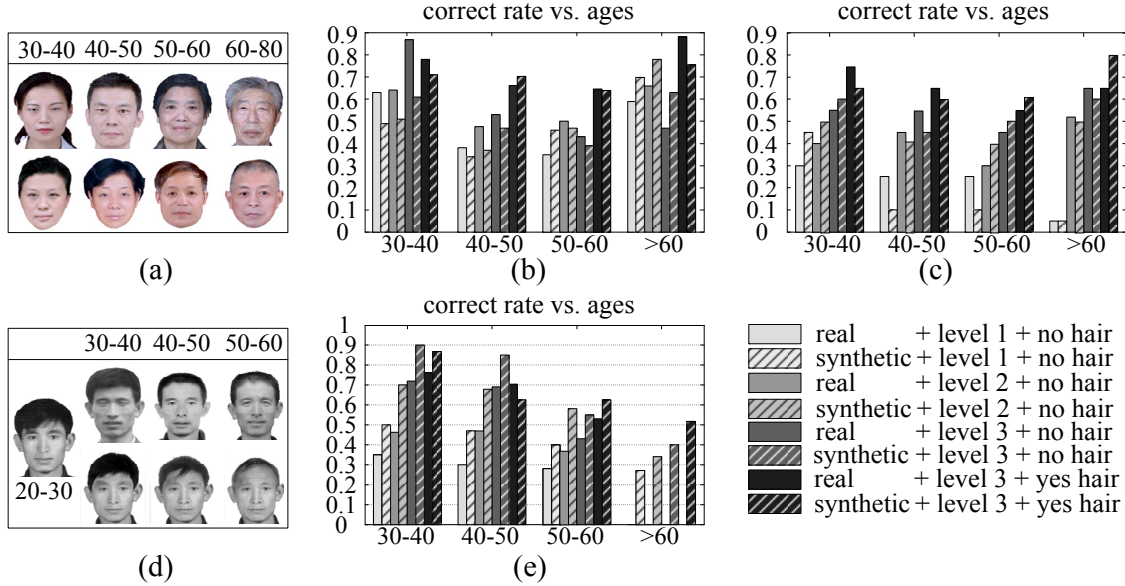 30-40 40-50 50-60 60-80
(a)
correct rate vs. ages
0.9
0.8
0.7
0.6
0.5
0.4
0.3
0.2
0.1
0
30-40 40-50 50-60 >60
(b)
correct rate vs. ages
0.9
0.8
0.7
0.6
0.5
0.4
0.3
0.2
0.1
0
30-40 40-50 50-60 >60
(c)
30-40 40-50 50-60
20-30
(d)
correct rate vs. ages
1
0.9
0.8
0.7
0.6
0.5
0.4
0.3
0.2
0.1
0
30-40 40-50 50-60 >60
(e)
real + level 1 + no hair
synthetic + level 1 + no hair
real + level 2 + no hair
synthetic + level 2 + no hair
real + level 3 + no hair
synthetic + level 3 + no hair
real + level 3 + yes hair
synthetic + level 3 + yes hair